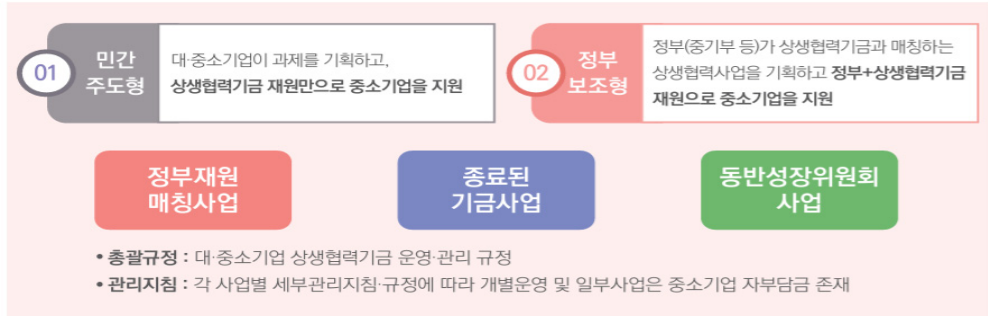 01
민간
주도형
대·중소기업이 과제를 기획하고,
상생협력기금 재원만으로 중소기업을 지원
02
정부
보조형
정부(중기부 등)가 상생협력기금과 매칭하는
상생협력사업을 기획하고 정부+상생협력기금
재원으로 중소기업을 지원
정부재원
매칭사업
종료된
기금사업
동반성장위원회
사업
• 총괄규정 : 대·중소기업 상생협력기금 운영·관리 규정
• 관리지침 : 각 사업별 세부관리지침·규정에 따라 개별운영 및 일부사업은 중소기업 자부담금 존재